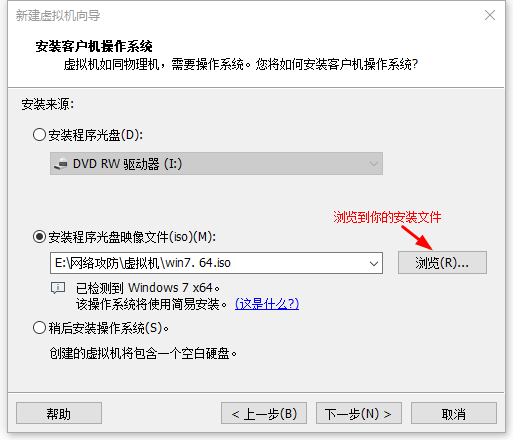 新建虚拟机向导
安装客户机操作系统
虚拟机如同物理机，需要操作系统。您将如何安装客户机操作系统?
安装来源:
安装程序光盘(D):
DVD RW 驱动器 (I:)
浏览到你的安装文件
安装程序光盘映像文件(iso)(M):
E:\网络攻防\虚拟机\win7. 64.iso
浏览(R)...
已检测到 Windows 7 x64。
该操作系统将使用简易安装。 (这是什么?)
稍后安装操作系统(S)。
创建的虚拟机将包含一个空白硬盘。
帮助
< 上一步(B)
下一步(N) >
取消